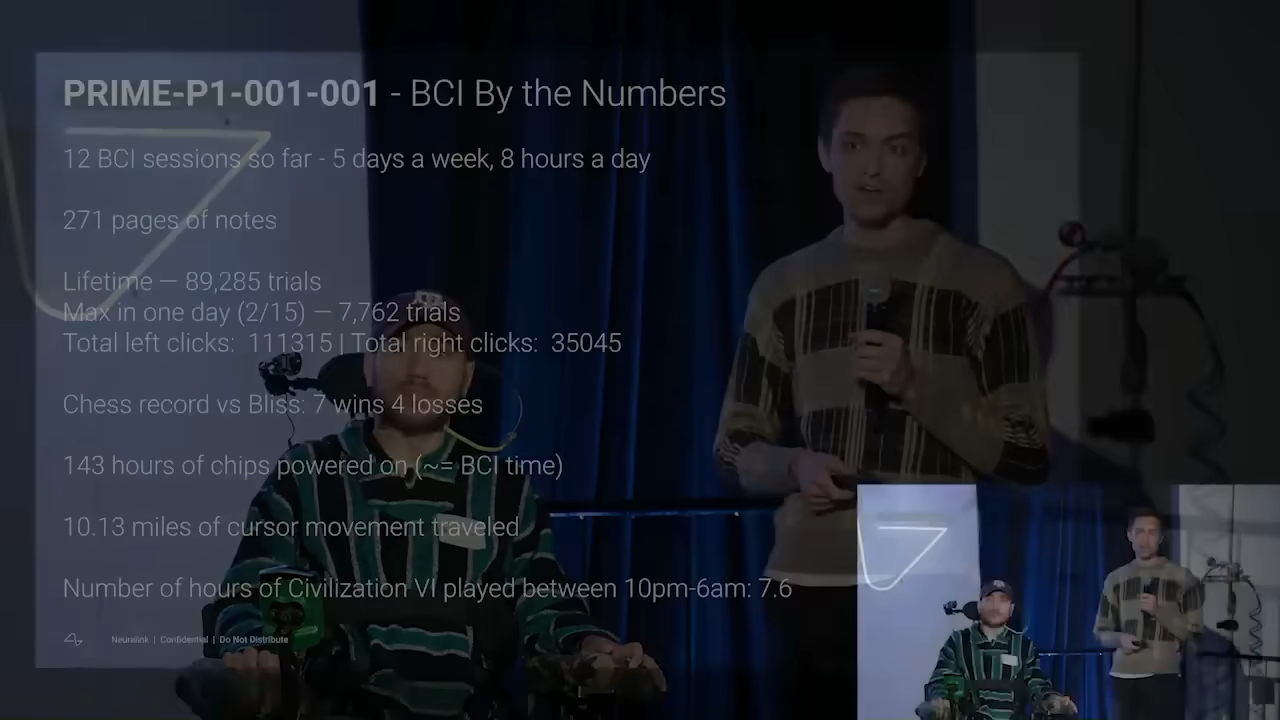 PRIME-P1-001-001 - BCI By the Numbers
12 BCI sessions so far - 5 days a week, 8 hours a day
271 pages of notes
Lifetime — 89,285 trials
Max in one day (2/15) — 7,762 trials
Total left clicks:  111315 | Total right clicks:  35045
Chess record vs Bliss: 7 wins 4 losses
143 hours of chips powered on (~= BCI time)
10.13 miles of cursor movement traveled
Number of hours of Civilization VI played between 10pm-6am: 7.6
Neuralink | Confidential | Do Not Distribute